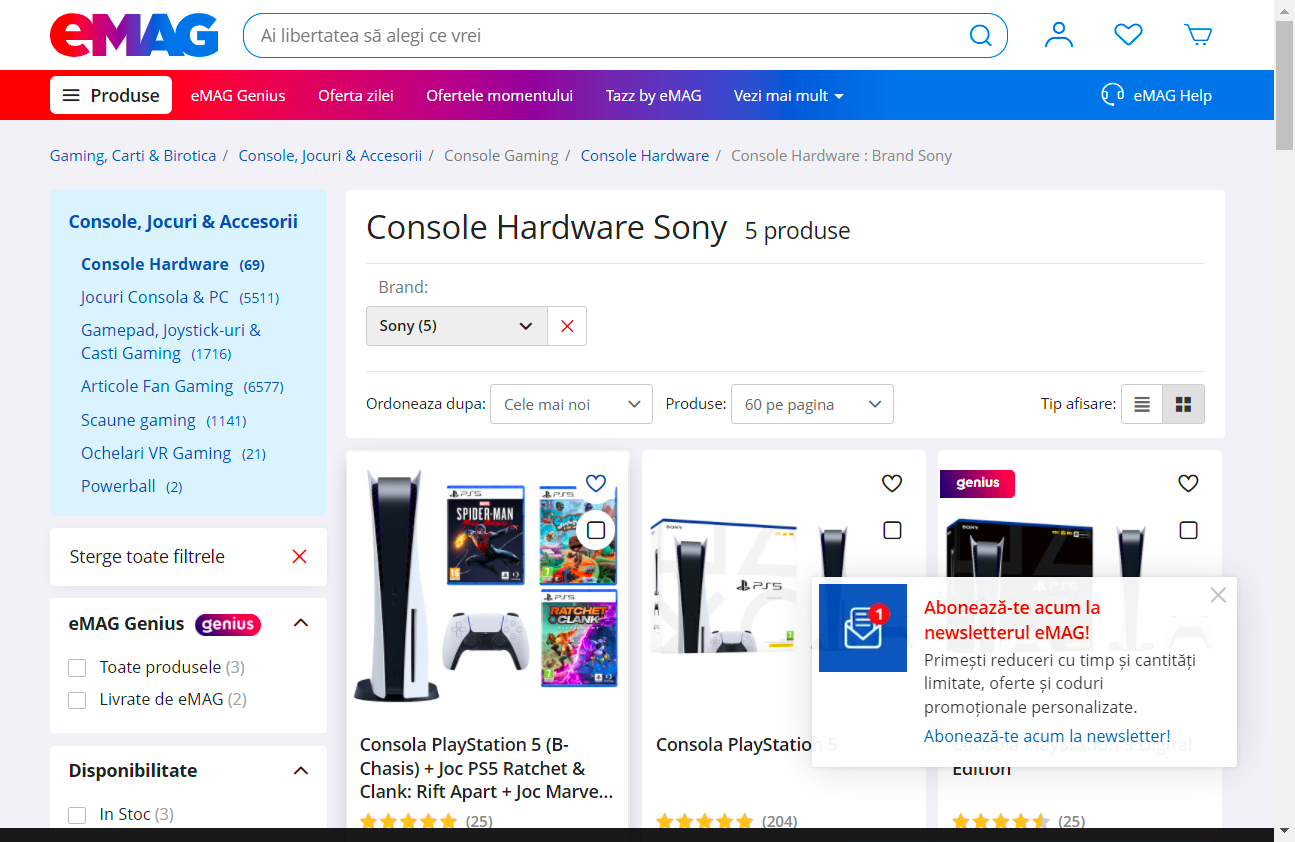 eMAG
Ai libertatea să alegi ce vrei
Produse
eMAG Genius
Oferta zilei
Ofertele momentului
Tazz by eMAG
Vezi mai mult
eMAG Help
Gaming, Carti & Birotica / Console, Jocuri & Accesorii / Console Gaming / Console Hardware / Console Hardware : Brand Sony
Console, Jocuri & Accesorii
Console Hardware (69)
Jocuri Consola & PC (5511)
Gamepad, Joystick-uri &
Casti Gaming (1716)
Articole Fan Gaming (6577)
Scaune gaming (1141)
Ochelari VR Gaming (21)
Powerball (2)
Sterge toate filtrele
eMAG Genius genius
Toate produsele (3)
Livrate de eMAG (2)
Disponibilitate
In Stoc (3)
Console Hardware Sony 5 produse
Brand:
Sony (5)
Ordoneaza dupa: Cele mai noi Produse: 60 pe pagina Tip afisare:
PS5
SPIDER-MAN
PS5
PS5
RATCHET
CLANK
Consola PlayStation 5 (B-
Chasis) + Joc PS5 Ratchet &
Clank: Rift Apart + Joc Marve...
(25)
SONY
PS5
Consola PlayStation 5
(204)
genius
SONY
PS5
Consola PlayStation 5 Digital
Edition
(25)
1
Abonează-te acum la
newsletterul eMAG!
Primești reduceri cu timp și cantități
limitate, oferte și coduri
promoționale personalizate.
Abonează-te acum la newsletter!